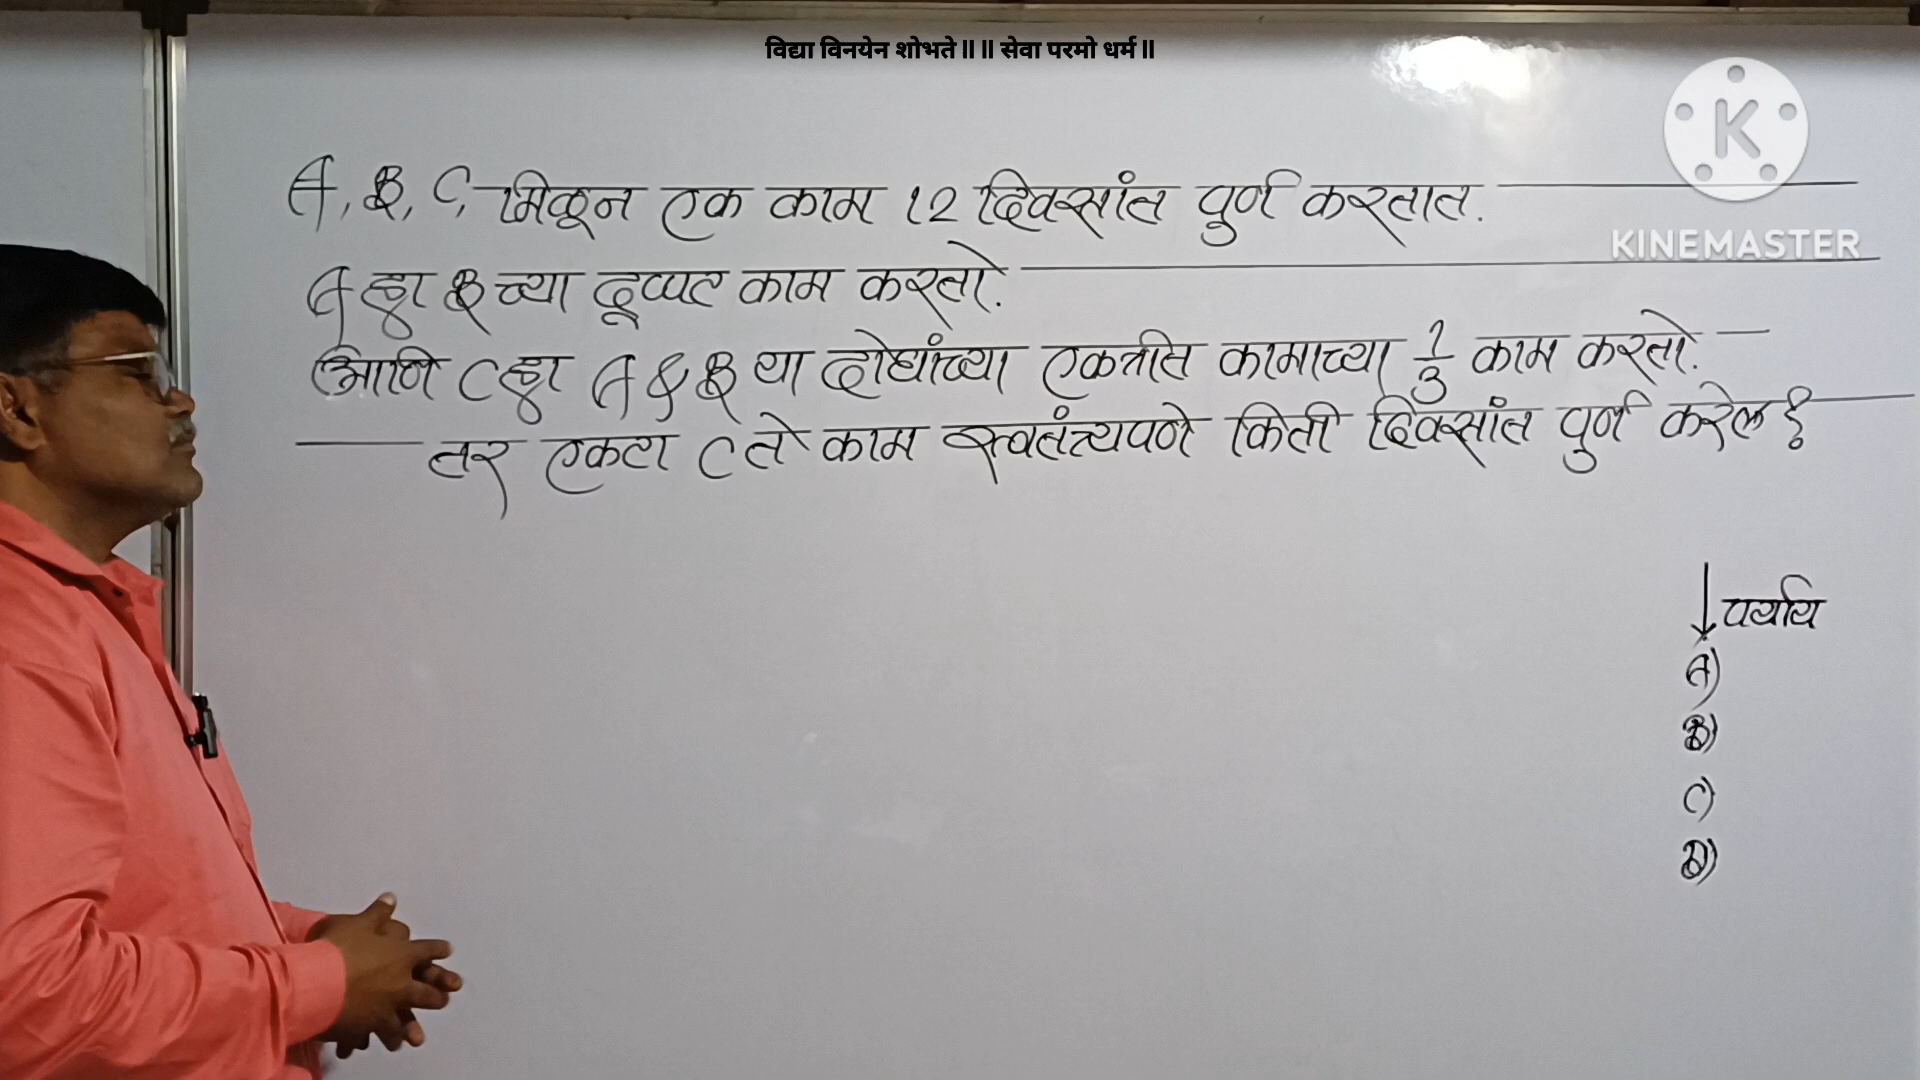 विद्या विनयेन शोभते ॥ ॥ सेवा परमो धर्म ॥
K
KINEMASTER
A, B, C, मिळून एक काम 12 दिवसांत पुर्ण करतात.
A हा B च्या दूप्पट काम करतो.
आणि C हा A & B या दोघांच्या एकत्रीत कामाच्या 1/3 काम करतो.
तर एकटा C ते काम स्वतंत्र्यपणे किती दिवसांत पुर्ण करेल ?
↓ पर्याय
A)
B)
C)
D)